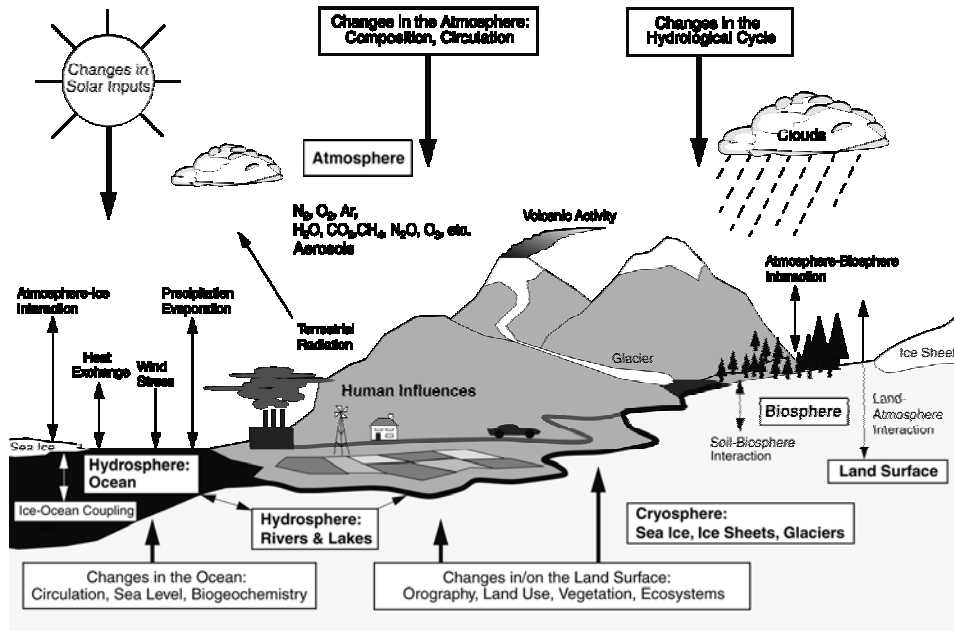 Changes in the Atmosphere:
Composition, Circulation
Changes in the
Hydrological Cycle
Changes in
Solar Inputs
Clouds
Atmosphere
N₂, O₂, Ar,
H₂O, CO₂, CH₄, N₂O, O₃, etc.
Aerosols
Volcanic Activity
Atmosphere-Biosphere
Interaction
Atmosphere-Ice
Interaction
Precipitation
Evaporation
Terrestrial
Radiation
Heat
Exchange
Wind
Stress
Glacier
Ice Sheet
Human Influences
Biosphere
Land-
Atmosphere
Interaction
Soil-Biosphere
Interaction
Land Surface
Sea Ice
Hydrosphere:
Ocean
Ice-Ocean Coupling
Hydrosphere:
Rivers & Lakes
Cryosphere:
Sea Ice, Ice Sheets, Glaciers
Changes in the Ocean:
Circulation, Sea Level, Biogeochemistry
Changes in/on the Land Surface:
Orography, Land Use, Vegetation, Ecosystems